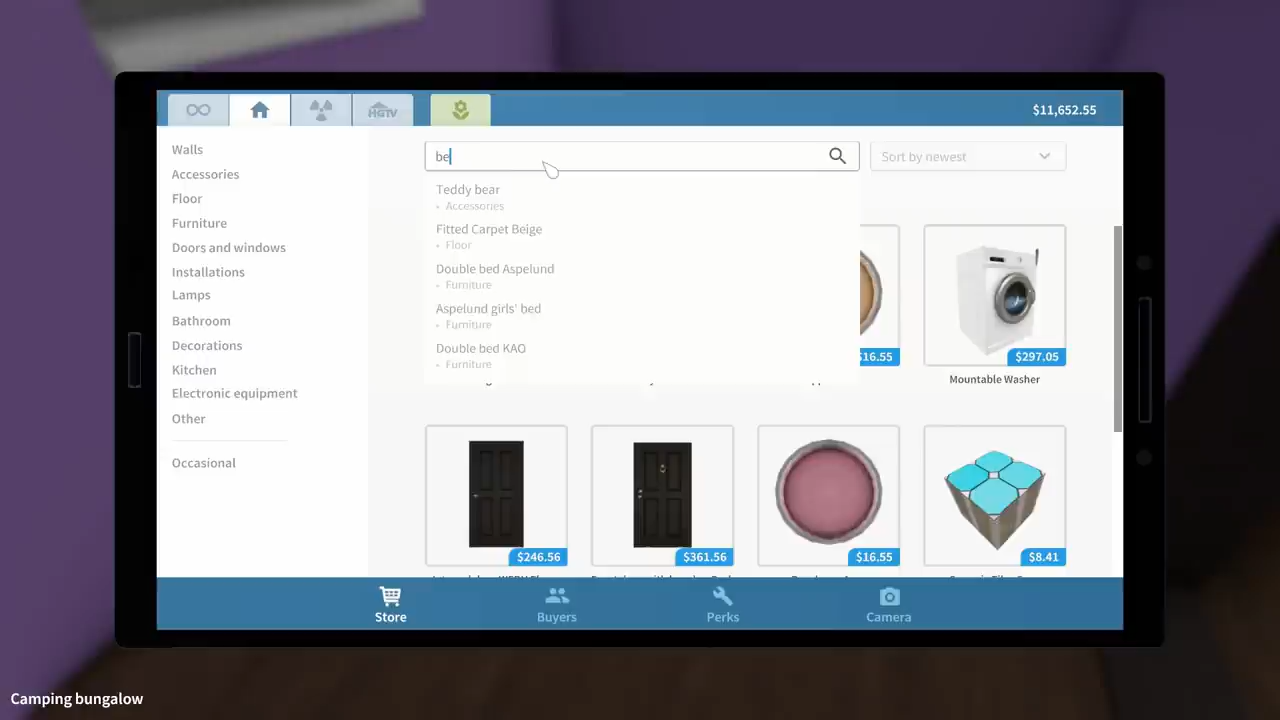 HGTV
$11,652.55
Walls
Accessories
Floor
Furniture
Doors and windows
Installations
Lamps
Bathroom
Decorations
Kitchen
Electronic equipment
Other
Occasional
be
Sort by newest
Teddy bear
• Accessories
Fitted Carpet Beige
• Floor
Double bed Aspelund
• Furniture
Aspelund girls' bed
• Furniture
Double bed KAO
• Furniture
$16.55
$297.05
Mountable Washer
$246.56
$361.56
$16.55
$8.41
Store
Buyers
Perks
Camera
Camping bungalow